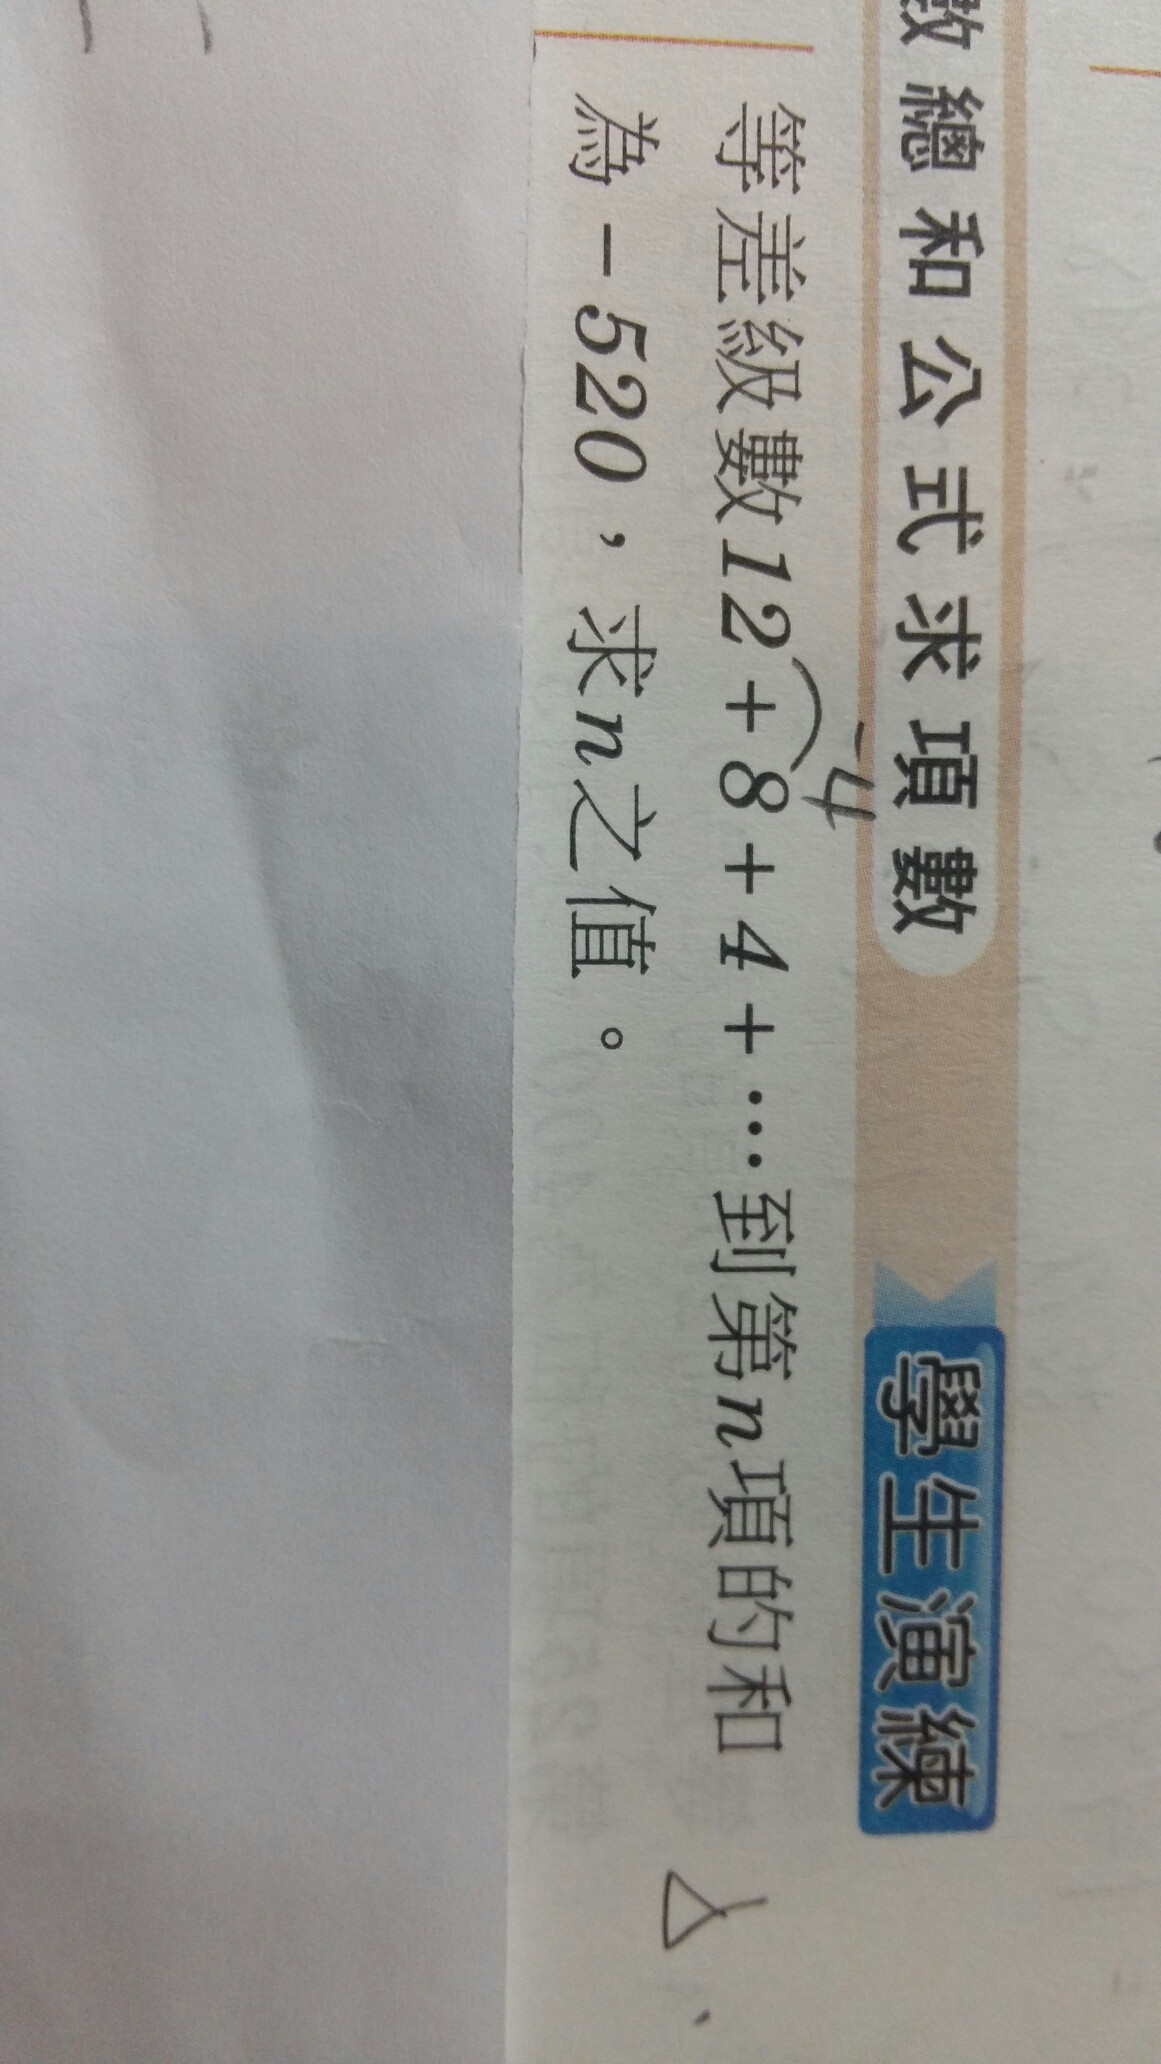 數總和公式求項數
學生演練
-4
等差級數12+8+4+…到第n項的和
為-520,求n之值。